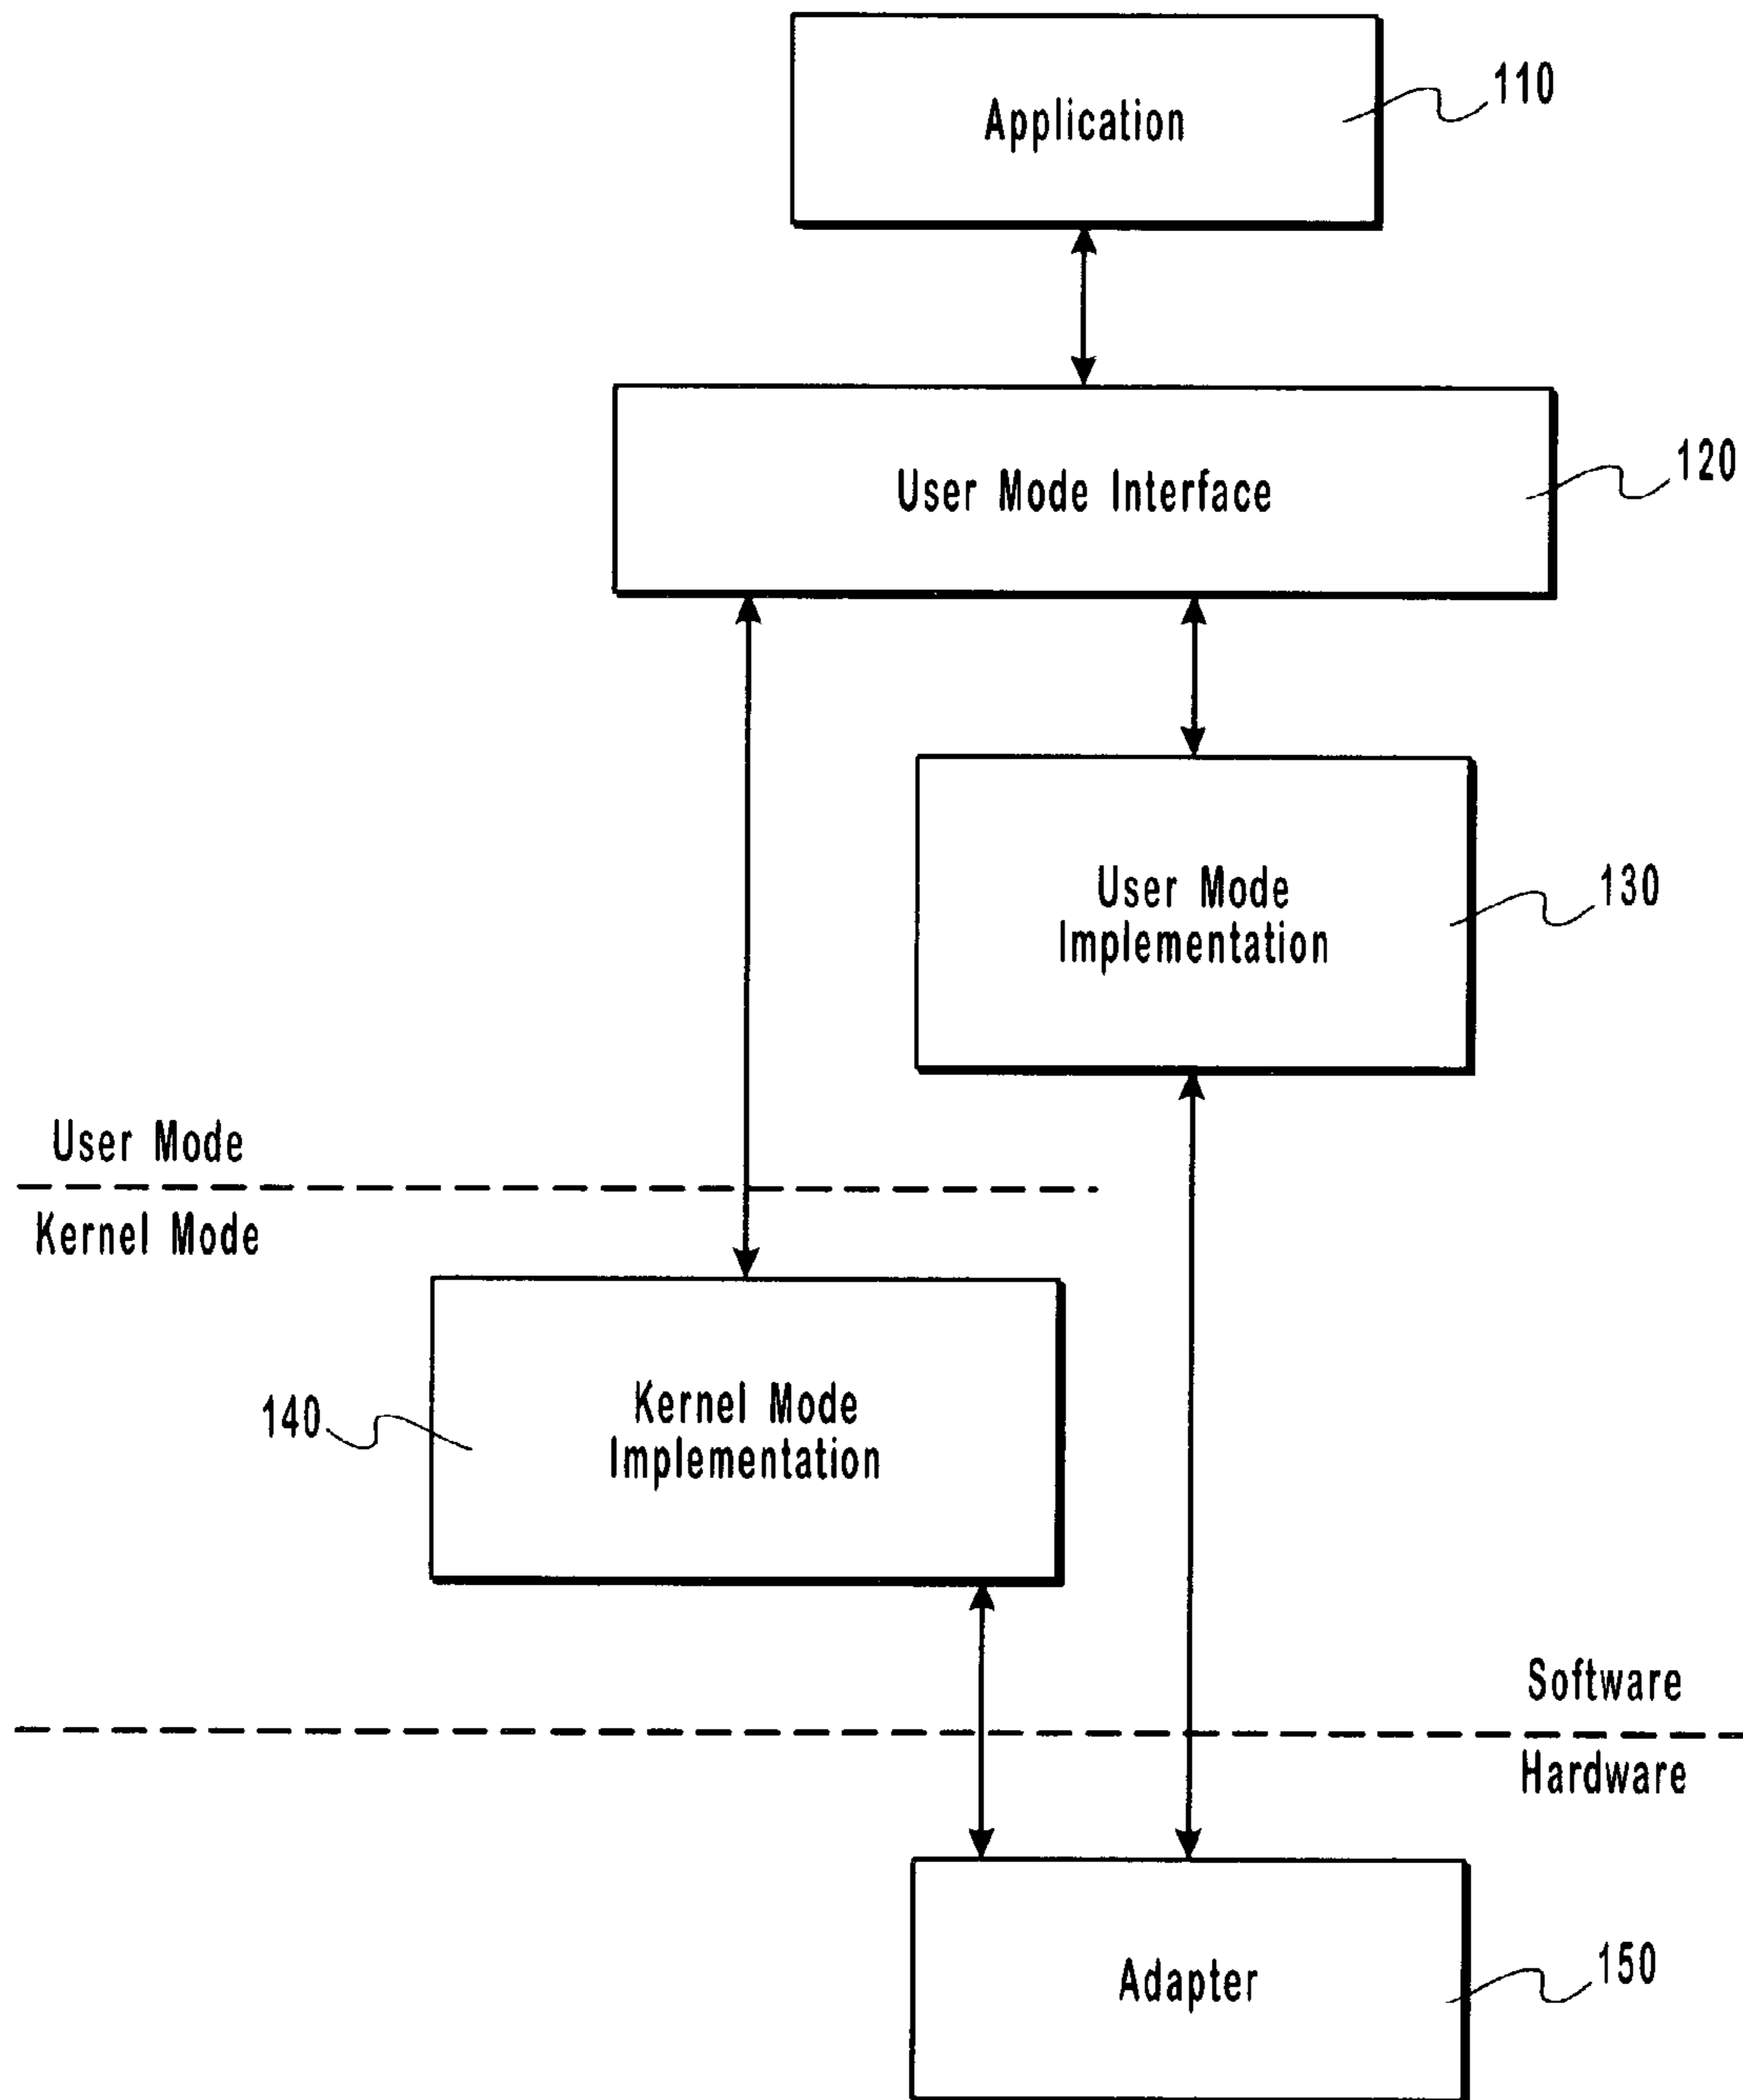 Application
110
User Mode Interface
120
User Mode
Implementation
130
User Mode
Kernel Mode
Kernel Mode
Implementation
140
Software
Hardware
Adapter
150